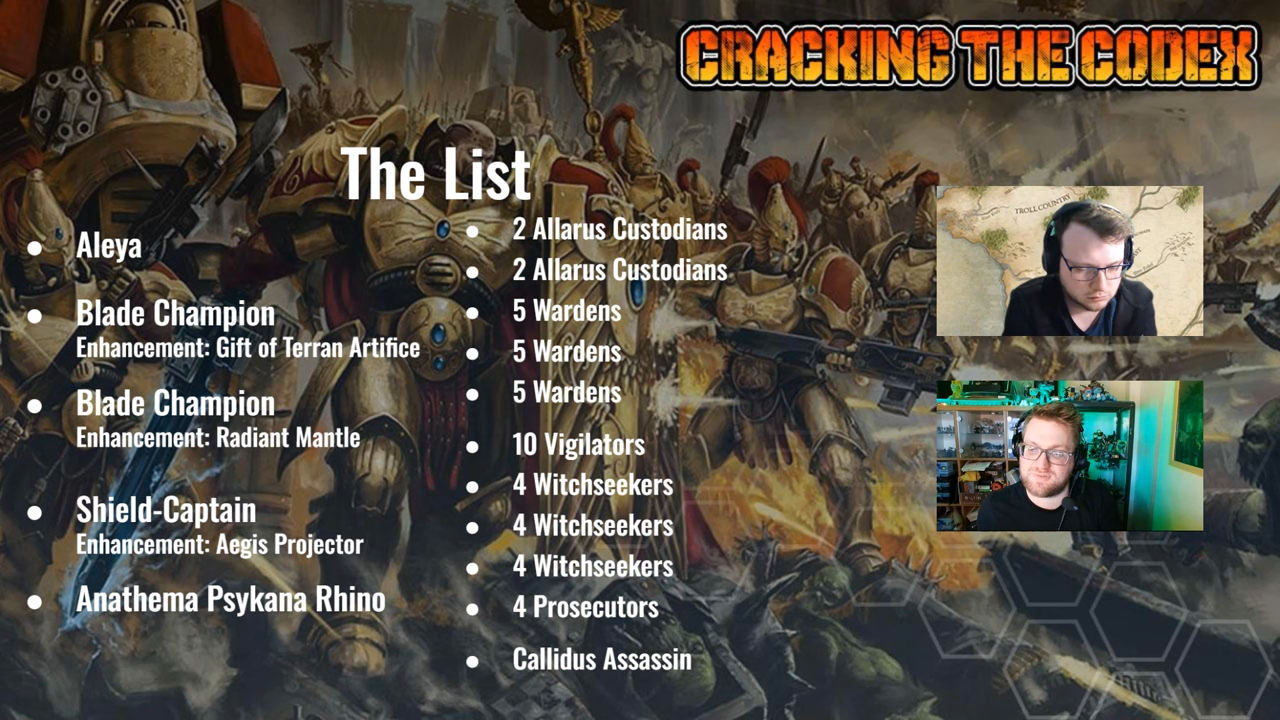 CRACKING THE CODEX
The List
Aleya
Blade Champion
Enhancement: Gift of Terran Artifice
Blade Champion
Enhancement: Radiant Mantle
Shield-Captain
Enhancement: Aegis Projector
Anathema Psykana Rhino
2 Allarus Custodians
2 Allarus Custodians
5 Wardens
5 Wardens
5 Wardens
10 Vigilators
4 Witchseekers
4 Witchseekers
4 Witchseekers
4 Prosecutors
Callidus Assassin
TROLL COUNTRY